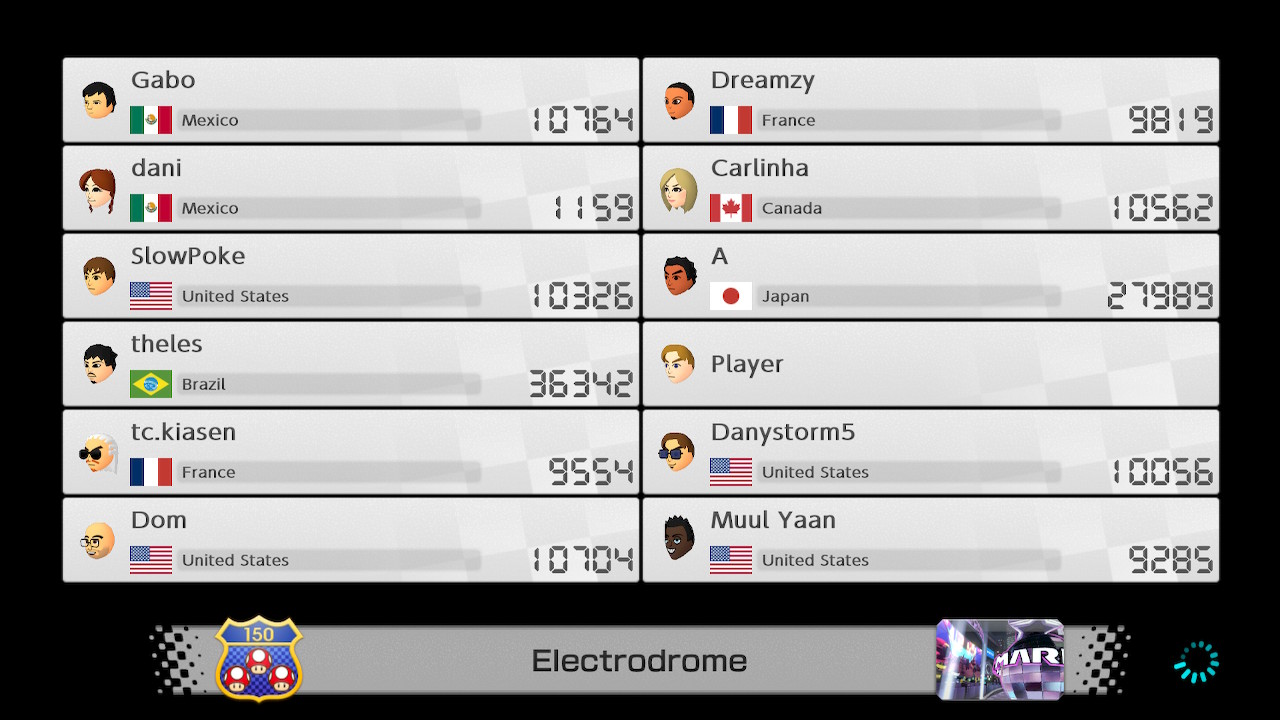 Gabo
Mexico 10764
Dreamzy
France 9819
dani
Mexico 1159
Carlinha
Canada 10562
SlowPoke
United States 10326
A
Japan 27989
theles
Brazil 36342
Player
tc.kiasen
France 9554
Danystorm5
United States 10056
Dom
United States 10704
Muul Yaan
United States 9285
150
Electrodrome
MARI